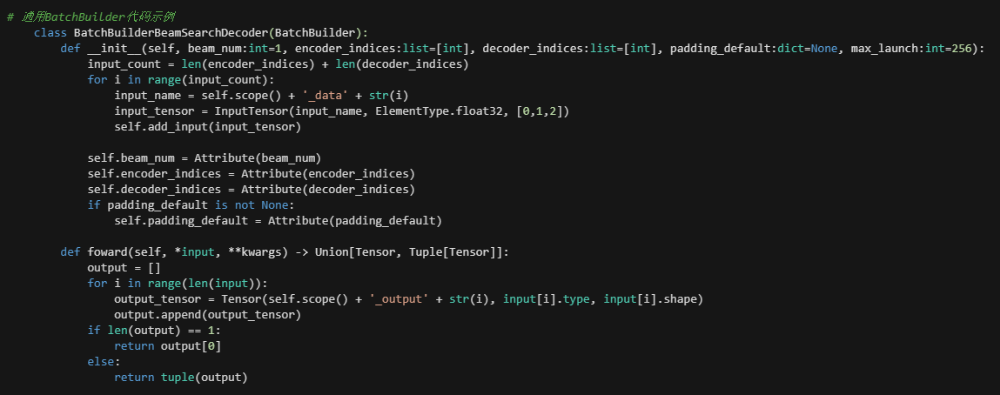 # 通用BatchBuilder代码示例
    class BatchBuilderBeamSearchDecoder(BatchBuilder):
        def __init__(self, beam_num:int=1, encoder_indices:list=[int], decoder_indices:list=[int], padding_default:dict=None, max_launch:int=256):
            input_count = len(encoder_indices) + len(decoder_indices)
            for i in range(input_count):
                input_name = self.scope() + '_data' + str(i)
                input_tensor = InputTensor(input_name, ElementType.float32, [0,1,2])
                self.add_input(input_tensor)

            self.beam_num = Attribute(beam_num)
            self.encoder_indices = Attribute(encoder_indices)
            self.decoder_indices = Attribute(decoder_indices)
            if padding_default is not None:
                self.padding_default = Attribute(padding_default)

        def foward(self, *input, **kwargs) -> Union[Tensor, Tuple[Tensor]]:
            output = []
            for i in range(len(input)):
                output_tensor = Tensor(self.scope() + '_output' + str(i), input[i].type, input[i].shape)
                output.append(output_tensor)
            if len(output) == 1:
                return output[0]
            else:
                return tuple(output)